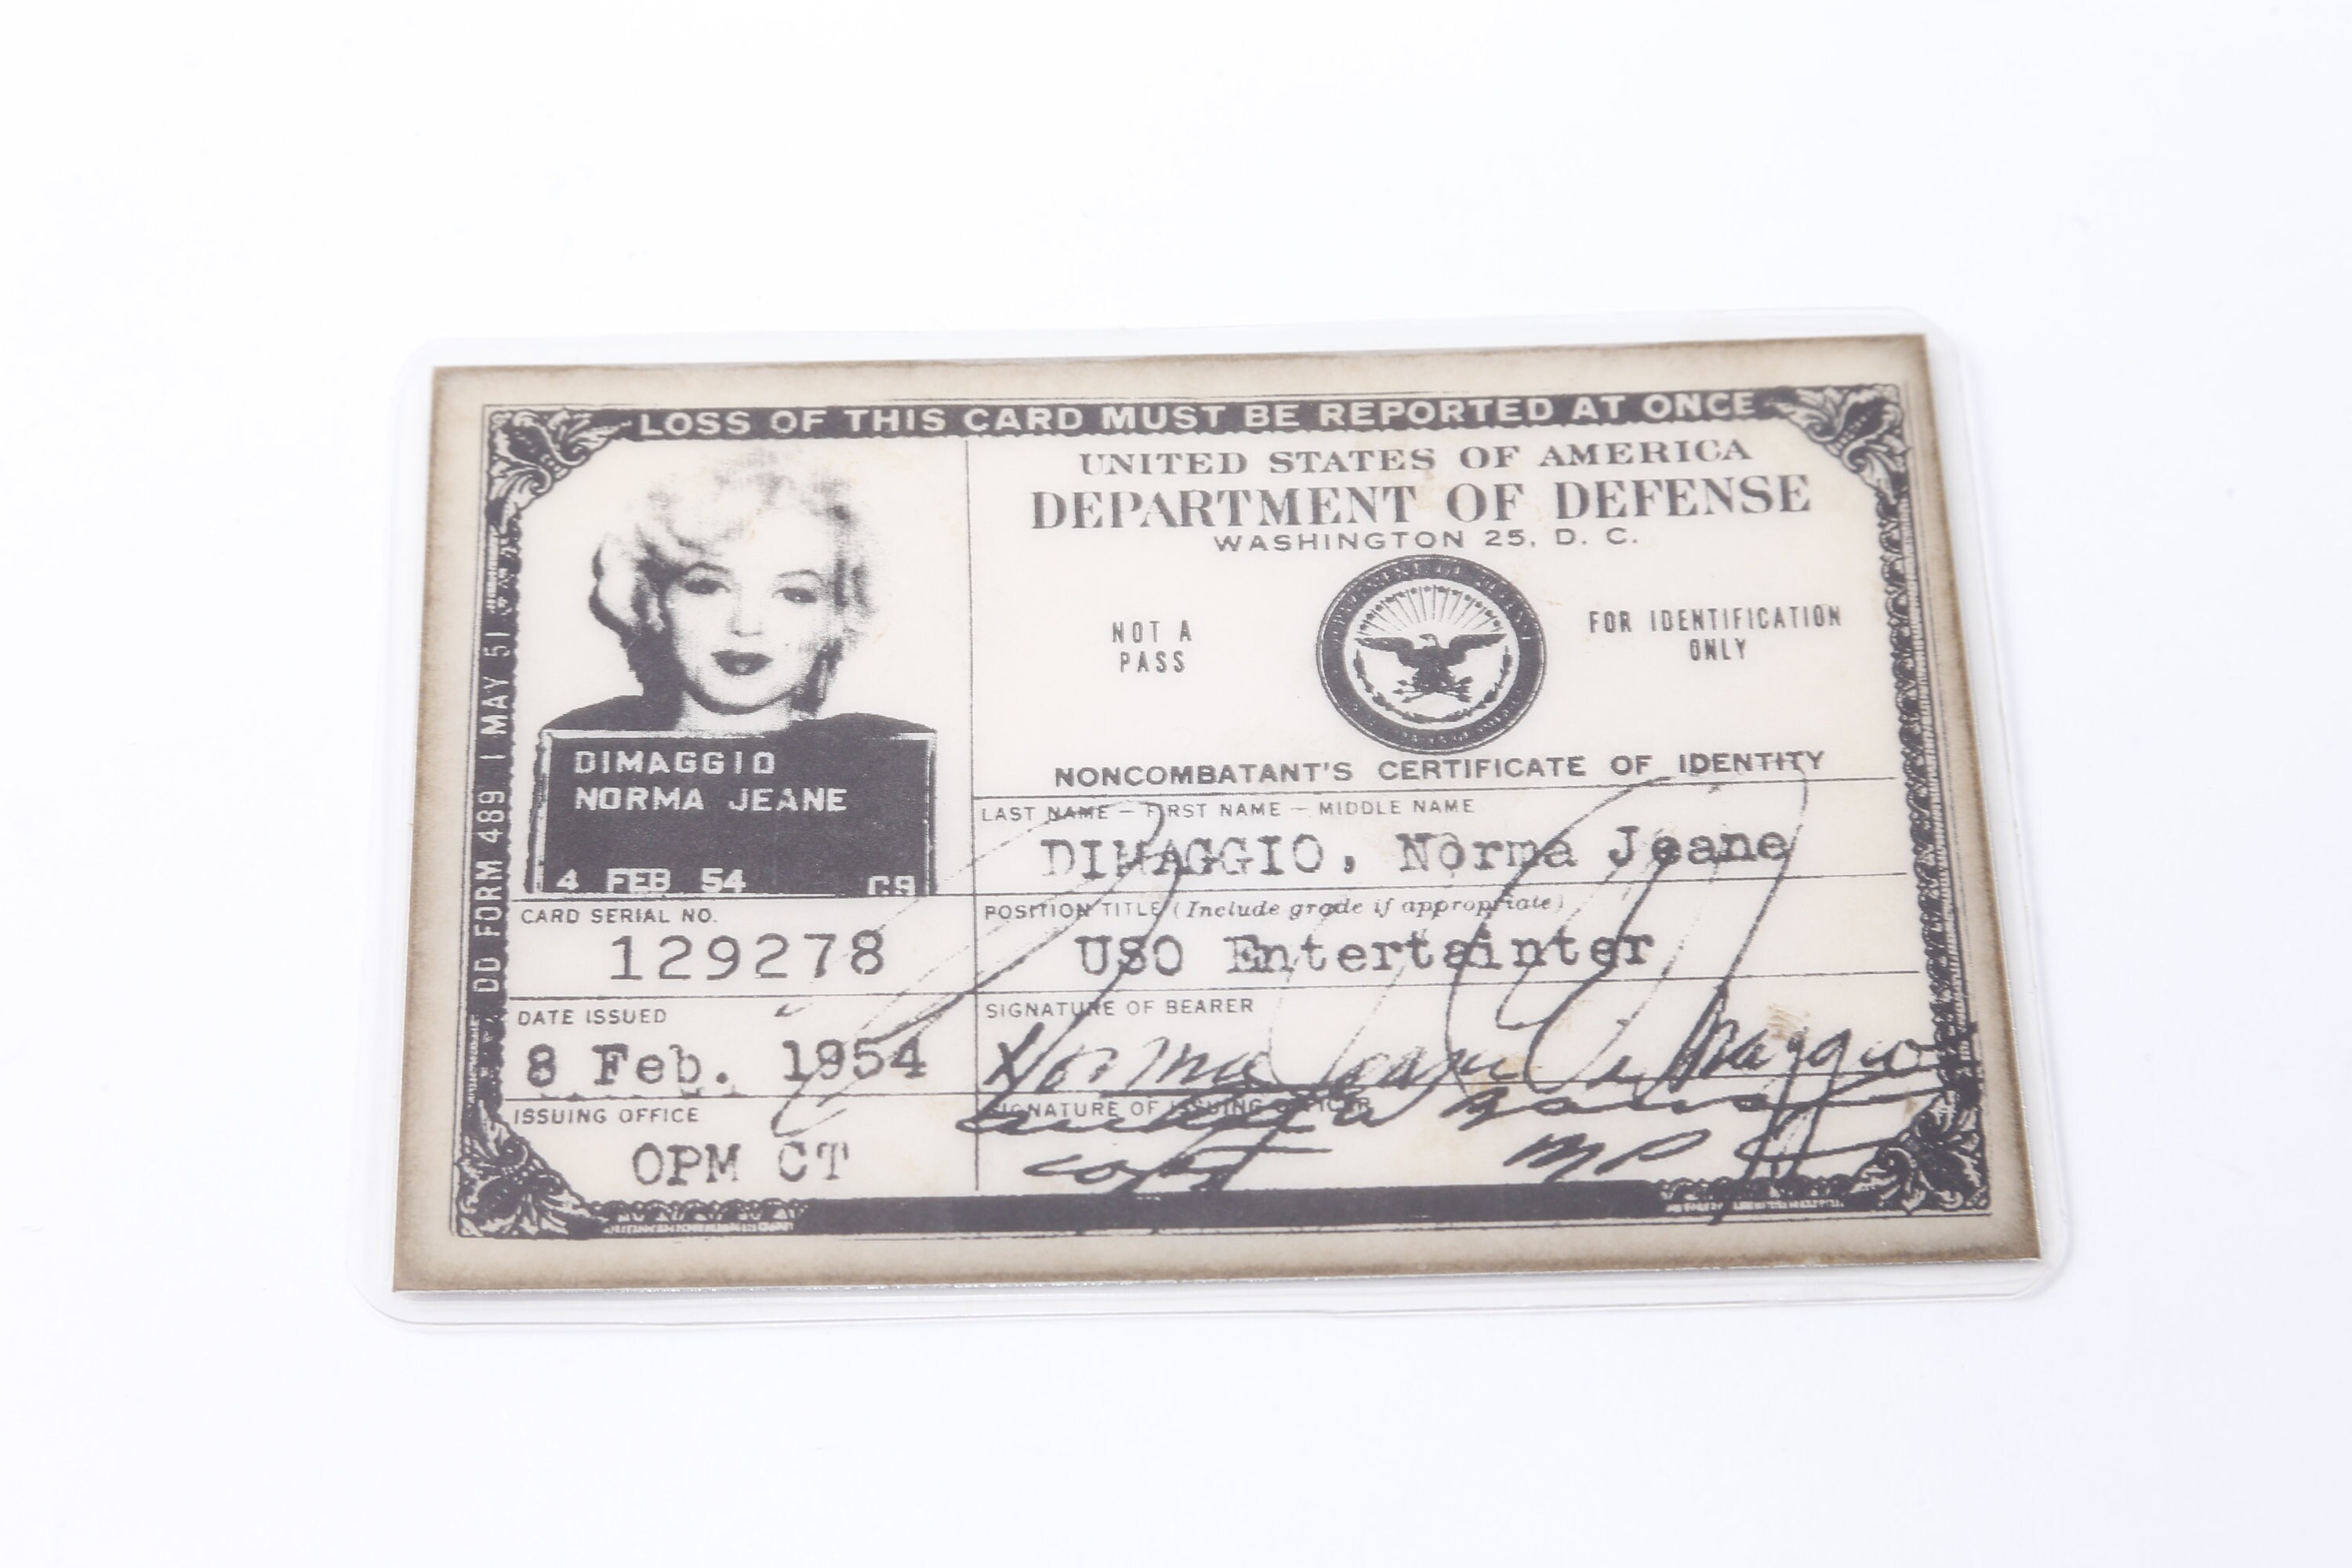 LOSS OF THIS CARD MUST BE REPORTED AT ONCE
UNITED STATES OF AMERICA
DEPARTMENT OF DEFENSE
WASHINGTON 25, D. C.
NOT A
PASS
FOR IDENTIFICATION
ONLY
NONCOMBATANT'S CERTIFICATE OF IDENTITY
DD FORM 489 1 MAY 51
DIMAGGIO
NORMA JEANE
4 FEB 54 C9
LAST NAME — FIRST NAME — MIDDLE NAME
DIMAGGIO, Norma Jeane
CARD SERIAL NO.
129278
POSITION TITLE (Include grade if appropriate)
USO Entertainter
DATE ISSUED
8 Feb. 1954
SIGNATURE OF BEARER
Norma Jeane DiMaggio
ISSUING OFFICE
OPM CT
SIGNATURE OF ISSUING OFFICER
Capt MP